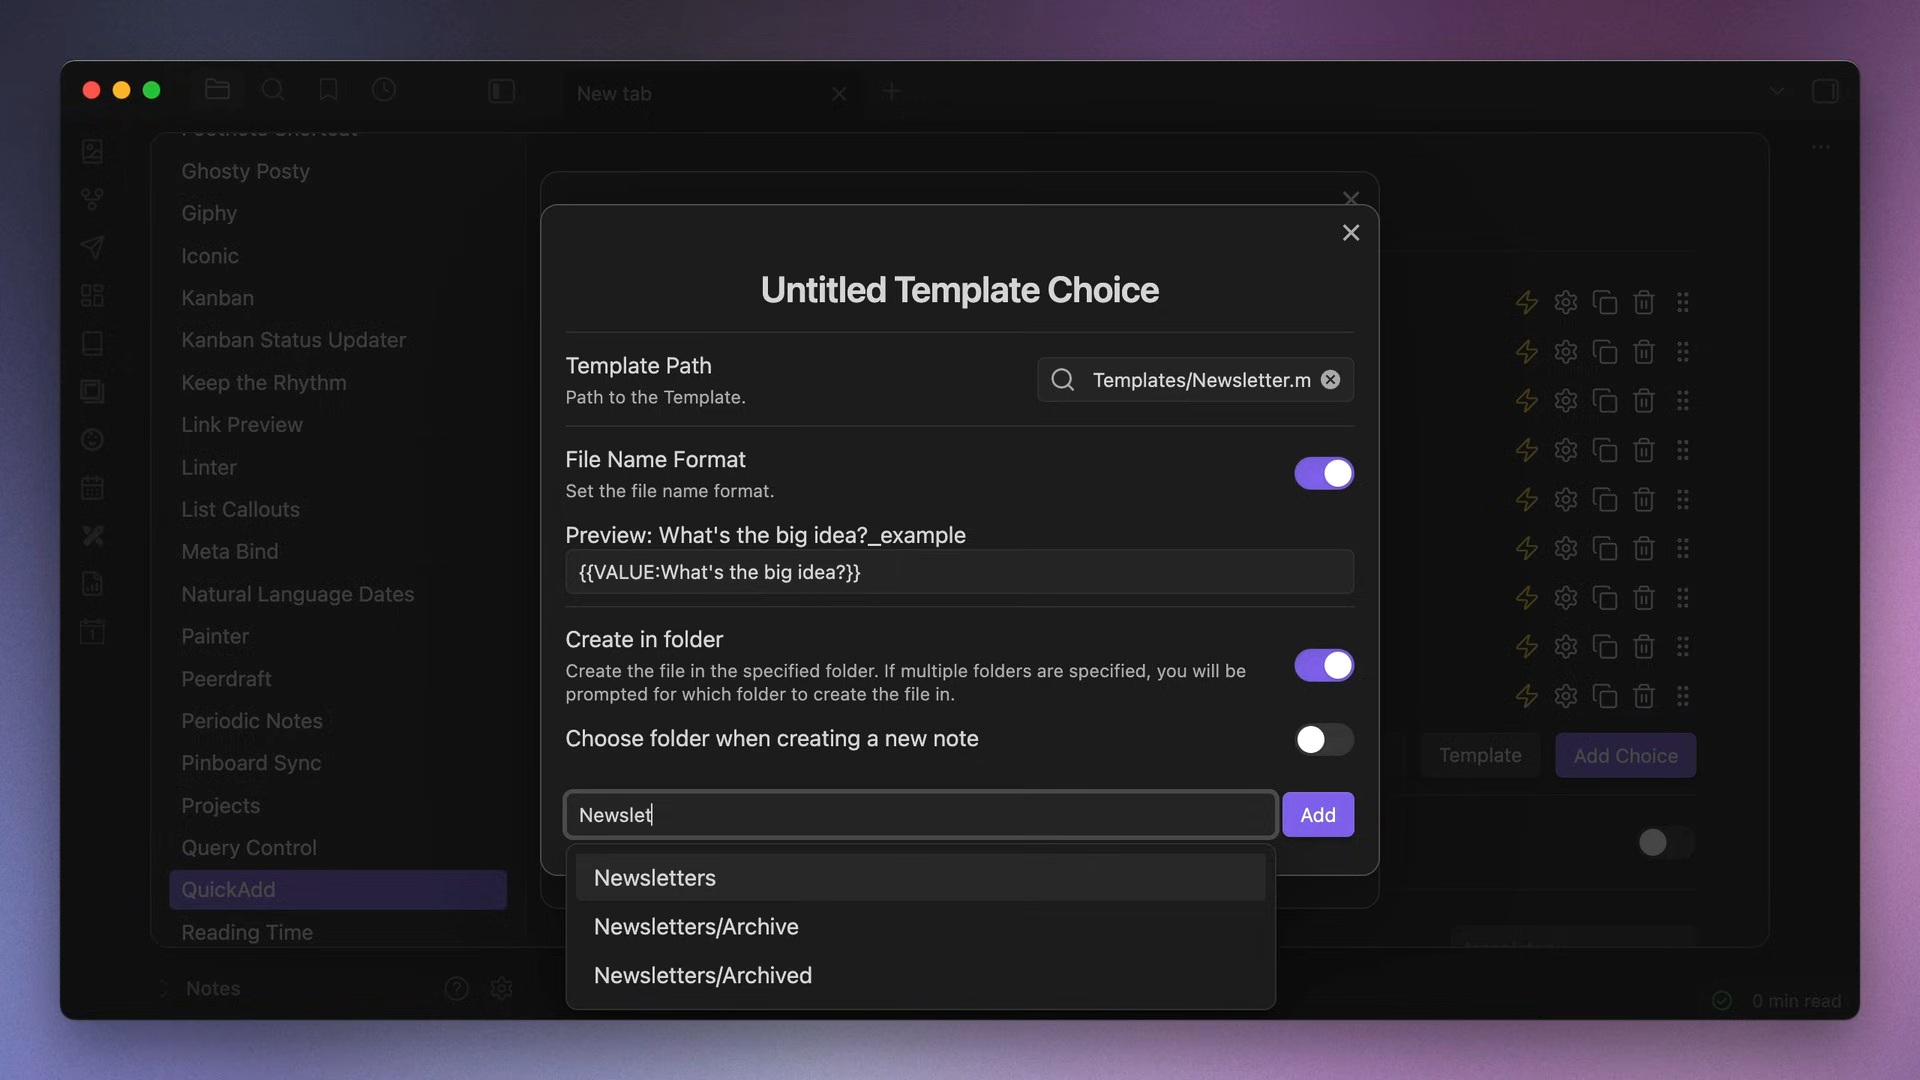 New tab
Footnote Shortcut
Ghosty Posty
Giphy
Iconic
Kanban
Kanban Status Updater
Keep the Rhythm
Link Preview
Linter
List Callouts
Meta Bind
Natural Language Dates
Painter
Peerdraft
Periodic Notes
Pinboard Sync
Projects
Query Control
QuickAdd
Reading Time
Notes
Untitled Template Choice
Template Path
Path to the Template.
Templates/Newsletter.m
File Name Format
Set the file name format.
Preview: What's the big idea?_example
{{VALUE:What's the big idea?}}
Create in folder
Create the file in the specified folder. If multiple folders are specified, you will be
prompted for which folder to create the file in.
Choose folder when creating a new note
Newslet
Add
Newsletters
Newsletters/Archive
Newsletters/Archived
Template
Add Choice
0 min read